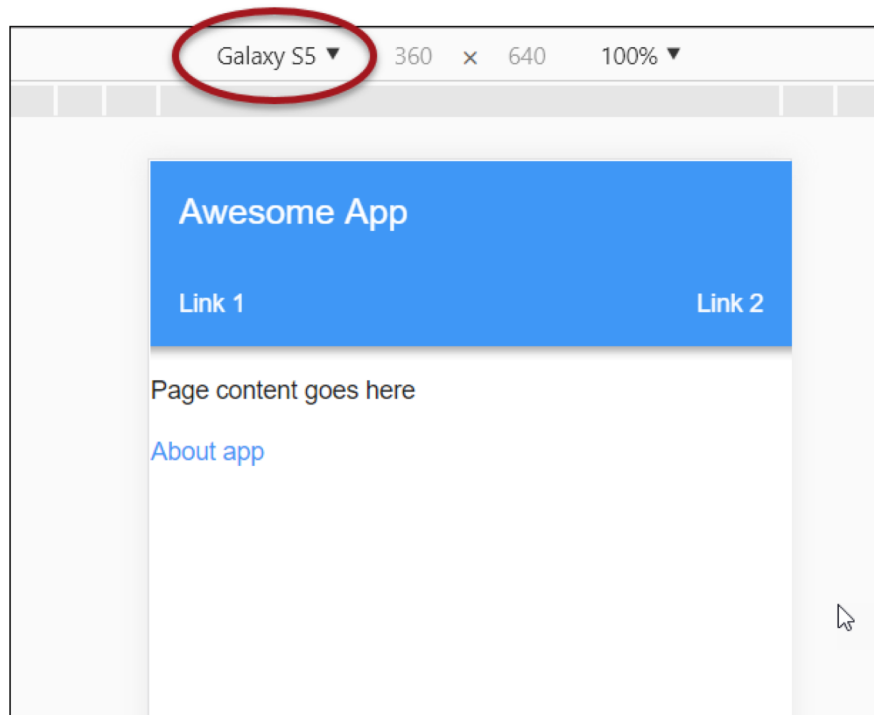 Galaxy S5 ▼ 360 × 640 100% ▼
Awesome App
Link 1 Link 2
Page content goes here
About app